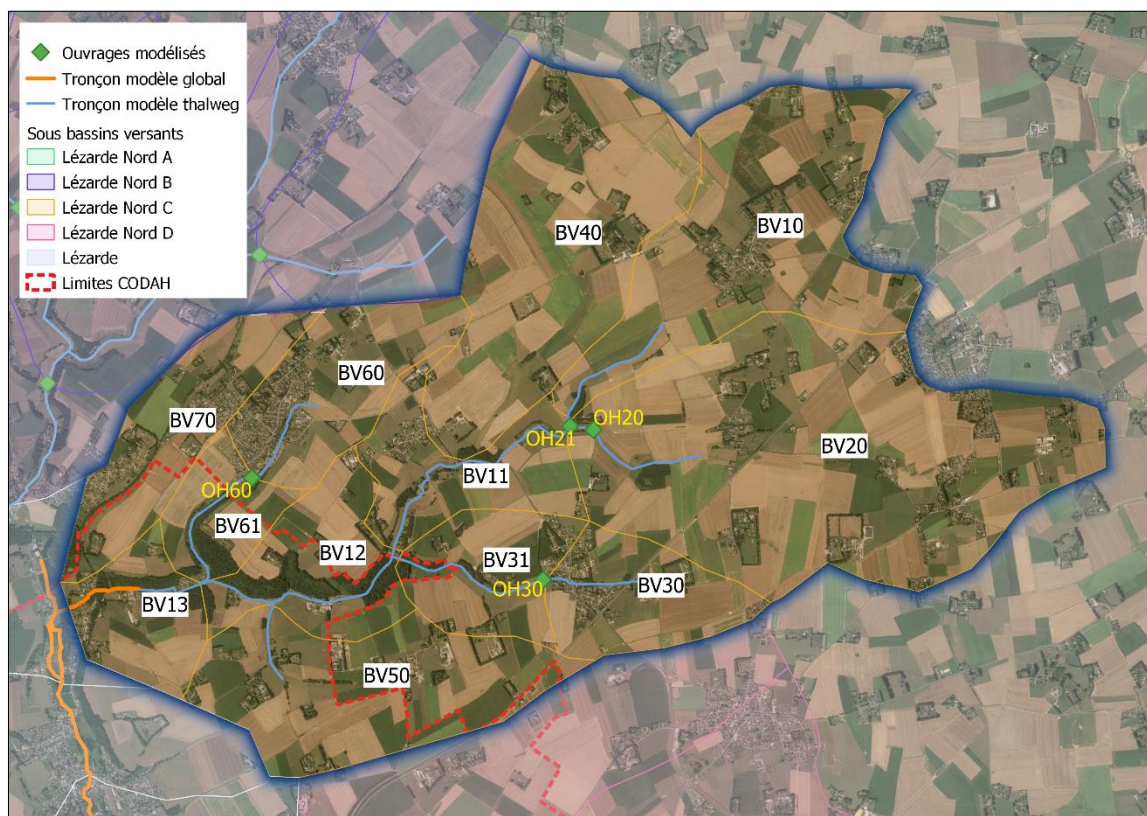 Ouvrages modélisés
Tronçon modèle global
Tronçon modèle thalweg
Sous bassins versants
Lézarde Nord A
Lézarde Nord B
Lézarde Nord C
Lézarde Nord D
Lézarde
Limites CODAH
BV40
BV10
BV60
BV70
OH21
OH20
BV20
BV11
OH60
BV61
BV12
BV31
OH30
BV30
BV13
BV50